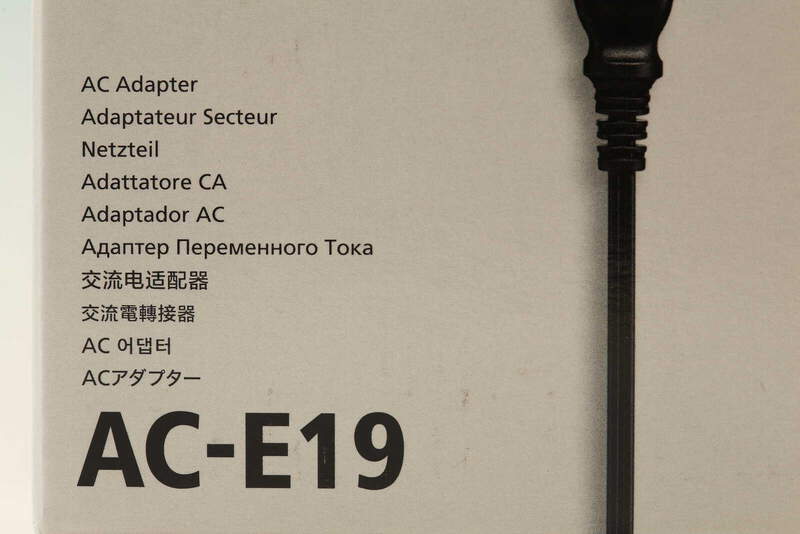 AC Adapter
Adaptateur Secteur
Netzteil
Adattatore CA
Adaptador AC
Адаптер Переменного Тока
交流电适配器
交流電轉接器
AC 어댑터
ACアダプター
AC-E19